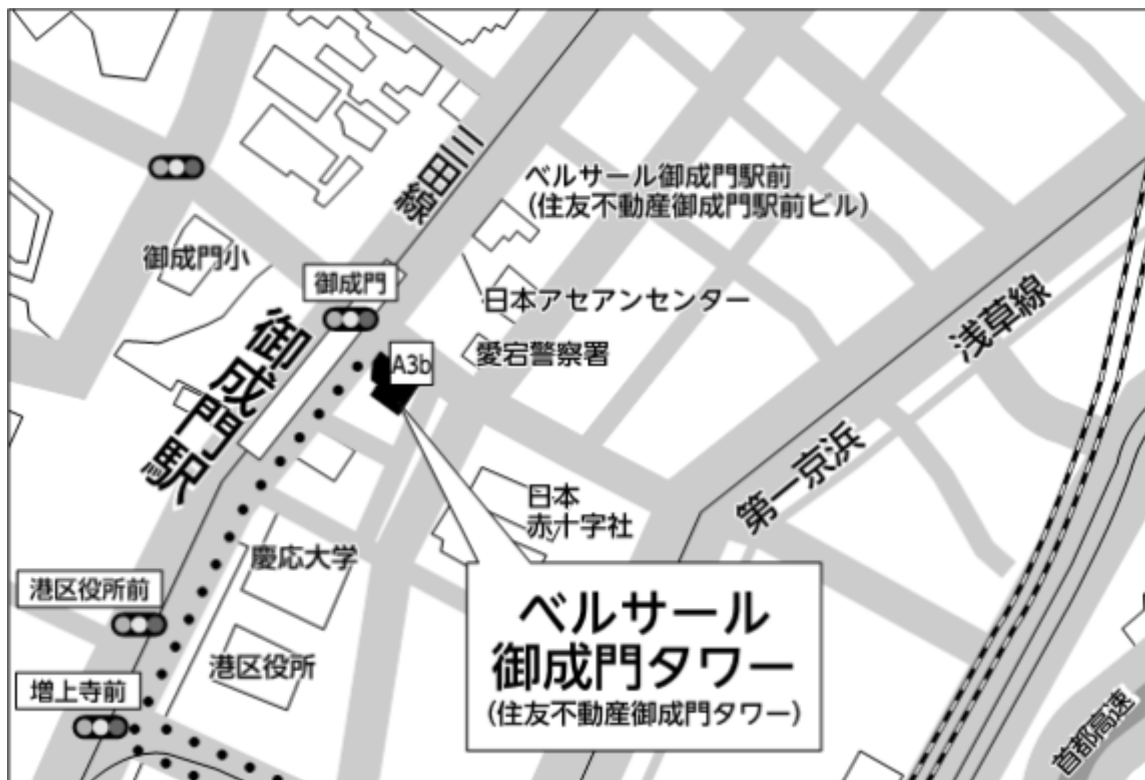 三田線
ベルサール御成門駅前
(住友不動産御成門駅前ビル)
御成門小
御成門
日本アセアンセンター
浅草線
御成門駅
A3b
愛宕警察署
第一京浜
日本
赤十字社
慶応大学
港区役所前
ベルサール
御成門タワー
(住友不動産御成門タワー)
港区役所
増上寺前
首都高速